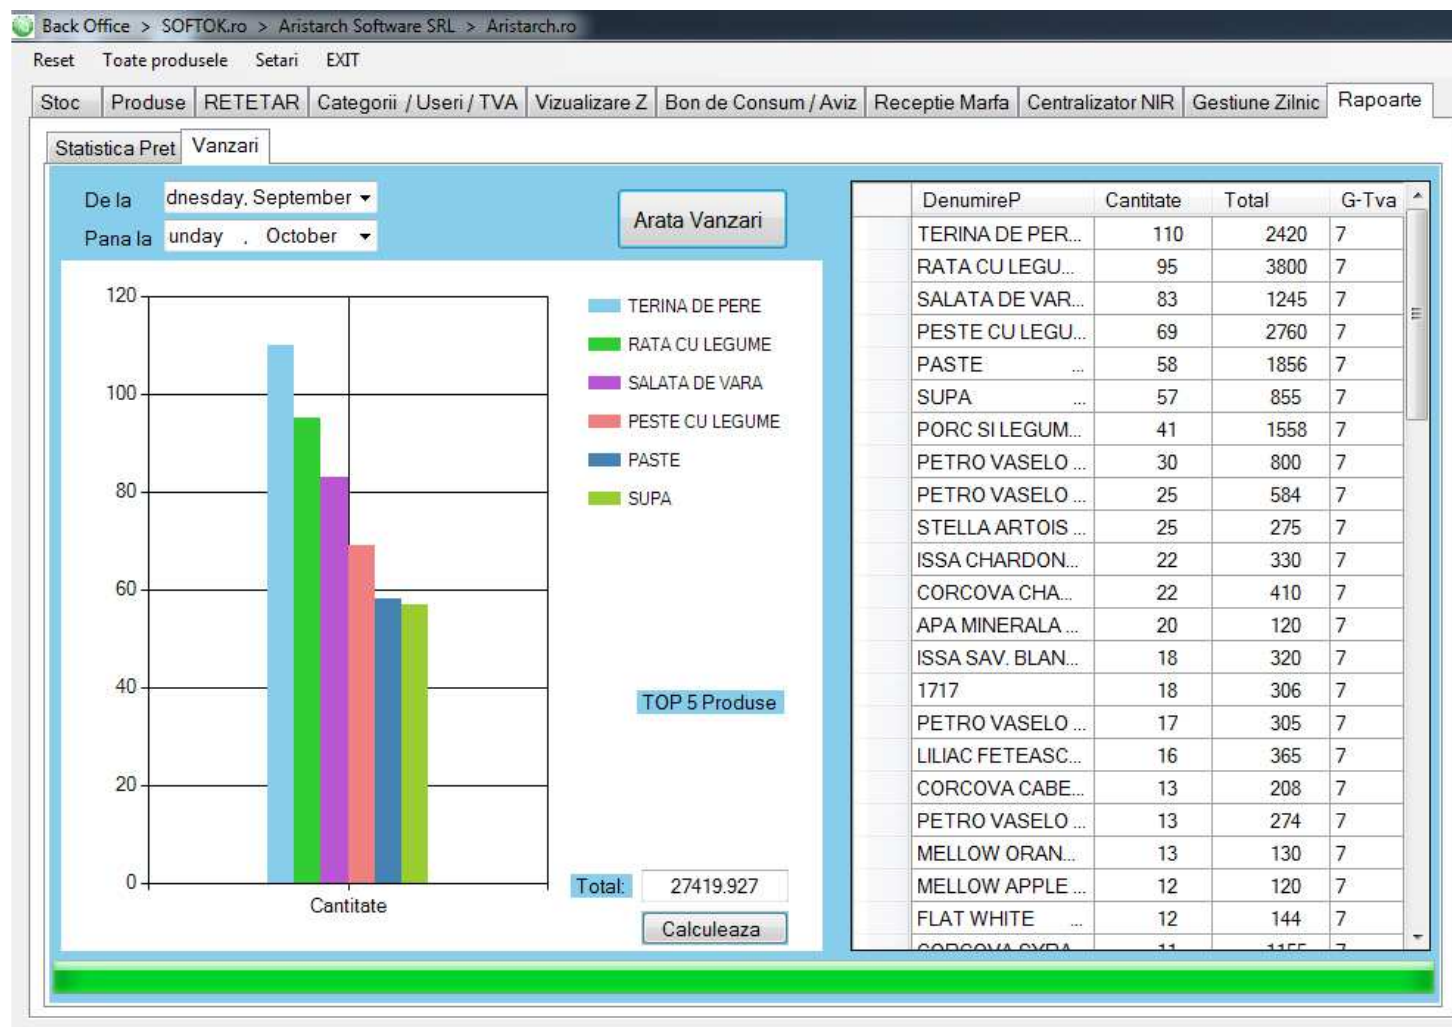 Back Office > SOFTOK.ro > Aristarch Software SRL > Aristarch.ro
Reset Toate produsele Setari EXIT
Stoc Produse RETETAR Categorii / Useri / TVA Vizualizare Z Bon de Consum / Aviz Receptie Marfa Centralizator NIR Gestiune Zilnic Rapoarte
Statistica Pret Vanzari
De la dnesday, September
Pana la unday , October
Arata Vanzari
120
100
80
60
40
20
0
Cantitate
TERINA DE PERE
RATA CU LEGUME
SALATA DE VARA
PESTE CU LEGUME
PASTE
SUPA
TOP 5 Produse
Total: 27419.927
Calculeaza
DenumireP Cantitate Total G-Tva
TERINA DE PER... 110 2420 7
RATA CU LEGU... 95 3800 7
SALATA DE VAR... 83 1245 7
PESTE CU LEGU... 69 2760 7
PASTE ... 58 1856 7
SUPA ... 57 855 7
PORC SI LEGUM... 41 1558 7
PETRO VASELO ... 30 800 7
PETRO VASELO ... 25 584 7
STELLA ARTOIS ... 25 275 7
ISSA CHARDON... 22 330 7
CORCOVA CHA... 22 410 7
APA MINERALA ... 20 120 7
ISSA SAV. BLAN... 18 320 7
1717 18 306 7
PETRO VASELO ... 17 305 7
LILIAC FETEASC... 16 365 7
CORCOVA CABE... 13 208 7
PETRO VASELO ... 13 274 7
MELLOW ORAN... 13 130 7
MELLOW APPLE ... 12 120 7
FLAT WHITE ... 12 144 7
CORCOVA SYRA... 11 1155 7